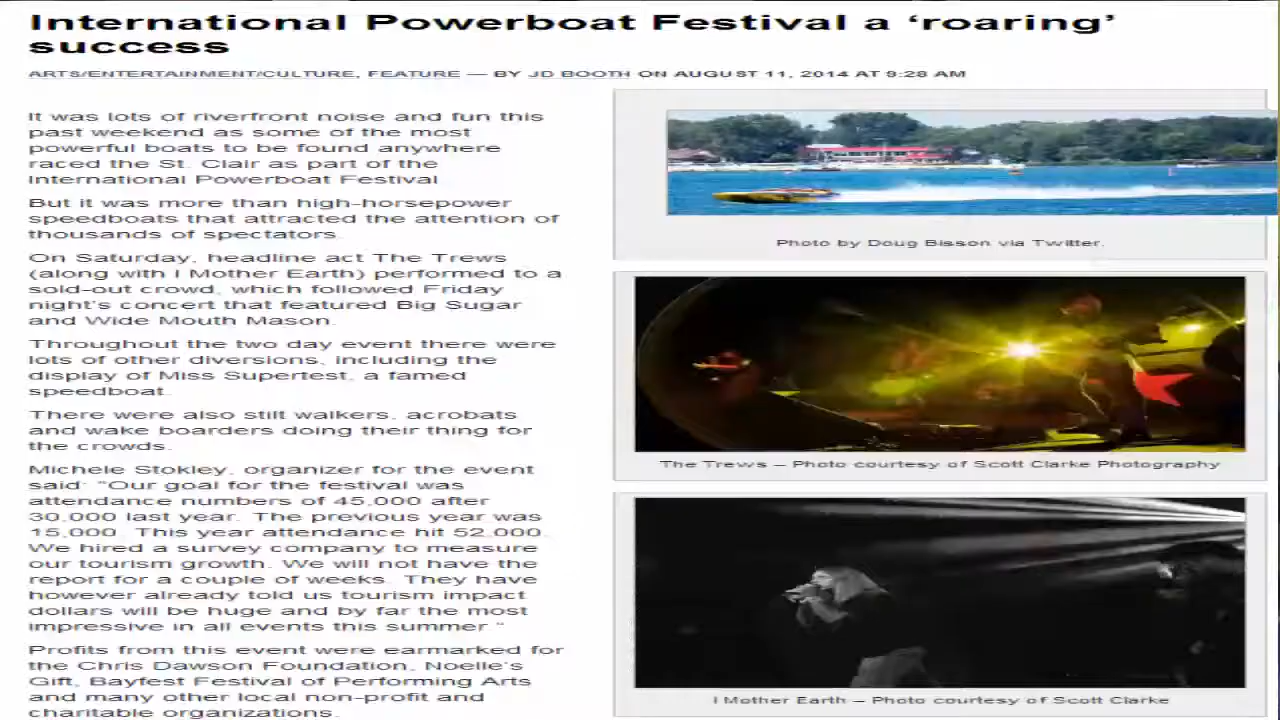 International Powerboat Festival a ‘roaring’
success
ARTS/ENTERTAINMENT/CULTURE, FEATURE — BY JD BOOTH ON AUGUST 11, 2014 AT 9:28 AM
It was lots of riverfront noise and fun this
past weekend as some of the most
powerful boats to be found anywhere
raced the St. Clair as part of the
International Powerboat Festival.
But it was more than high-horsepower
speedboats that attracted the attention of
thousands of spectators.
On Saturday, headline act The Trews
(along with I Mother Earth) performed to a
sold-out crowd, which followed Friday
night’s concert that featured Big Sugar
and Wide Mouth Mason.
Throughout the two day event there were
lots of other diversions, including the
display of Miss Supertest, a famed
speedboat.
There were also stilt walkers, acrobats
and wake boarders doing their thing for
the crowds.
Michele Stokley, organizer for the event
said: “Our goal for the festival was
attendance numbers of 45,000 after
30,000 last year. The previous year was
15,000. This year attendance hit 52,000.
We hired a survey company to measure
our tourism growth. We will not have the
report for a couple of weeks. They have
however already told us tourism impact
dollars will be huge and by far the most
impressive in all events this summer.”
Profits from this event were earmarked for
the Chris Dawson Foundation, Noelle’s
Gift, Bayfest Festival of Performing Arts
and many other local non-profit and
charitable organizations.
Photo by Doug Bisson via Twitter.
The Trews – Photo courtesy of Scott Clarke Photography
I Mother Earth – Photo courtesy of Scott Clarke